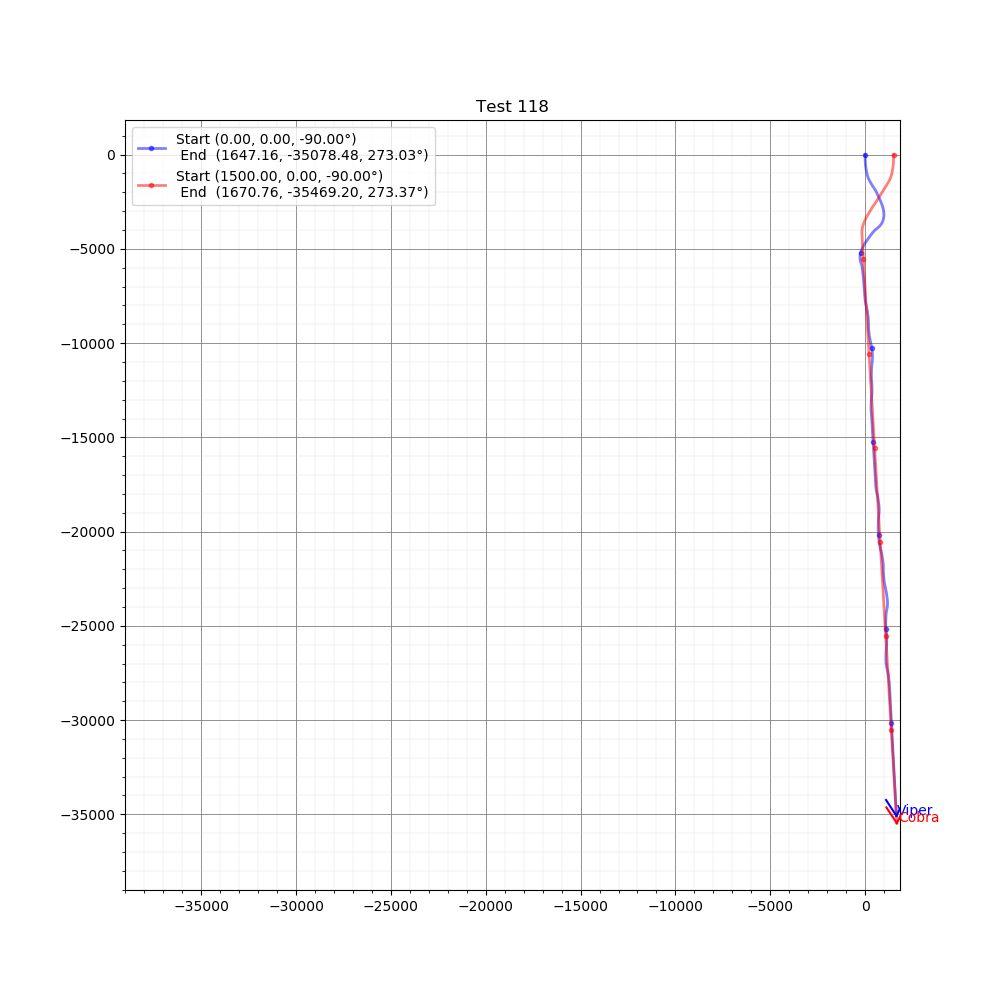 Test 118
Start (0.00, 0.00, -90.00°)
End  (1647.16, -35078.48, 273.03°)
Start (1500.00, 0.00, -90.00°)
End  (1670.76, -35469.20, 273.37°)
0
−5000
−10000
−15000
−20000
−25000
−30000
−35000
Viper
Cobra
−35000 −30000 −25000 −20000 −15000 −10000 −5000 0